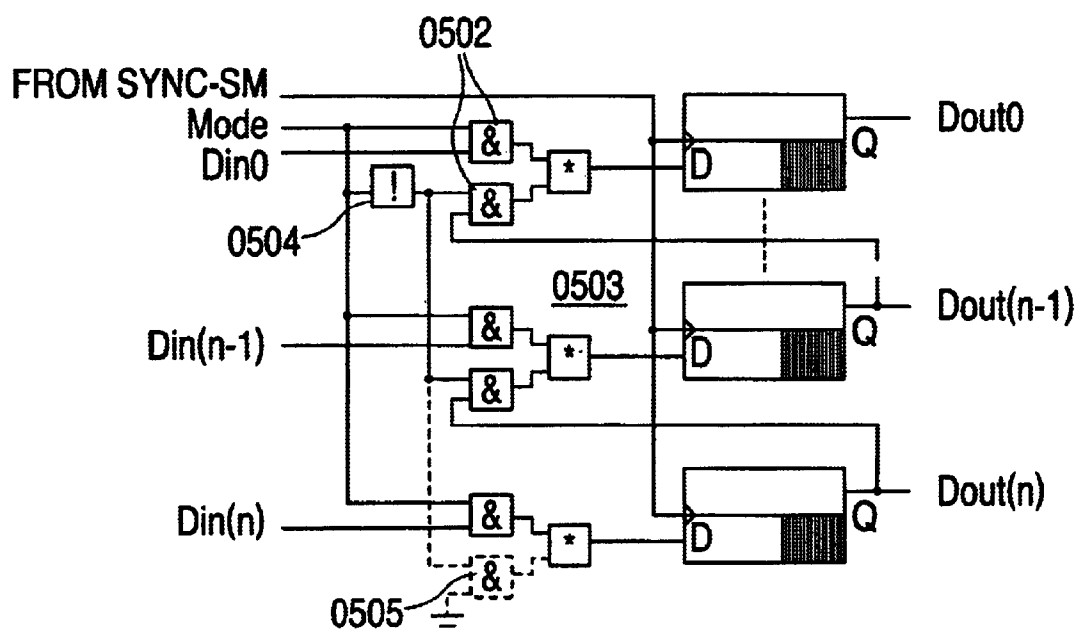 0502
FROM SYNC-SM
Mode
Din0
&
*
D
Q
Dout0
!
&
0504
0503
Din(n-1)
&
*
D
Q
Dout(n-1)
&
Din(n)
&
*
D
Q
Dout(n)
&
0505